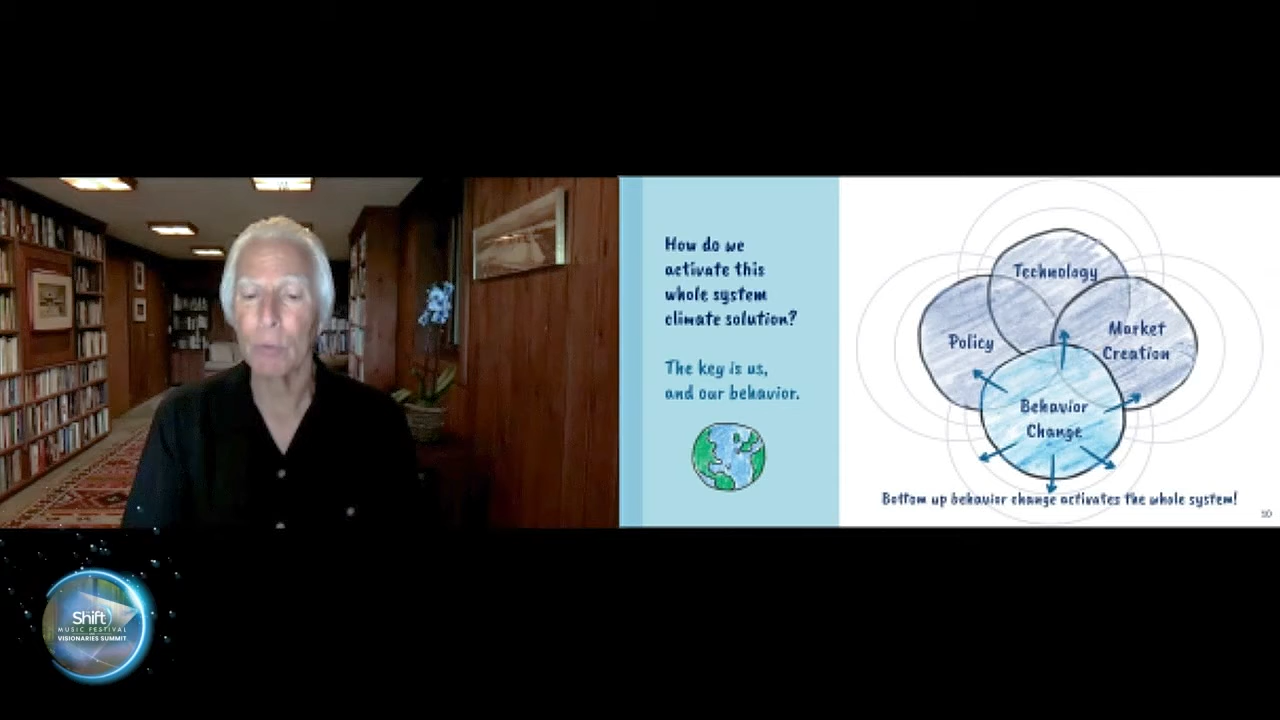 How do we
activate this
whole system
climate solution?
The key is us,
and our behavior.
Technology
Policy
Market
Creation
Behavior
Change
Bottom up behavior change activates the whole system!
10
Shift
MUSIC FESTIVAL
VISIONARIES SUMMIT